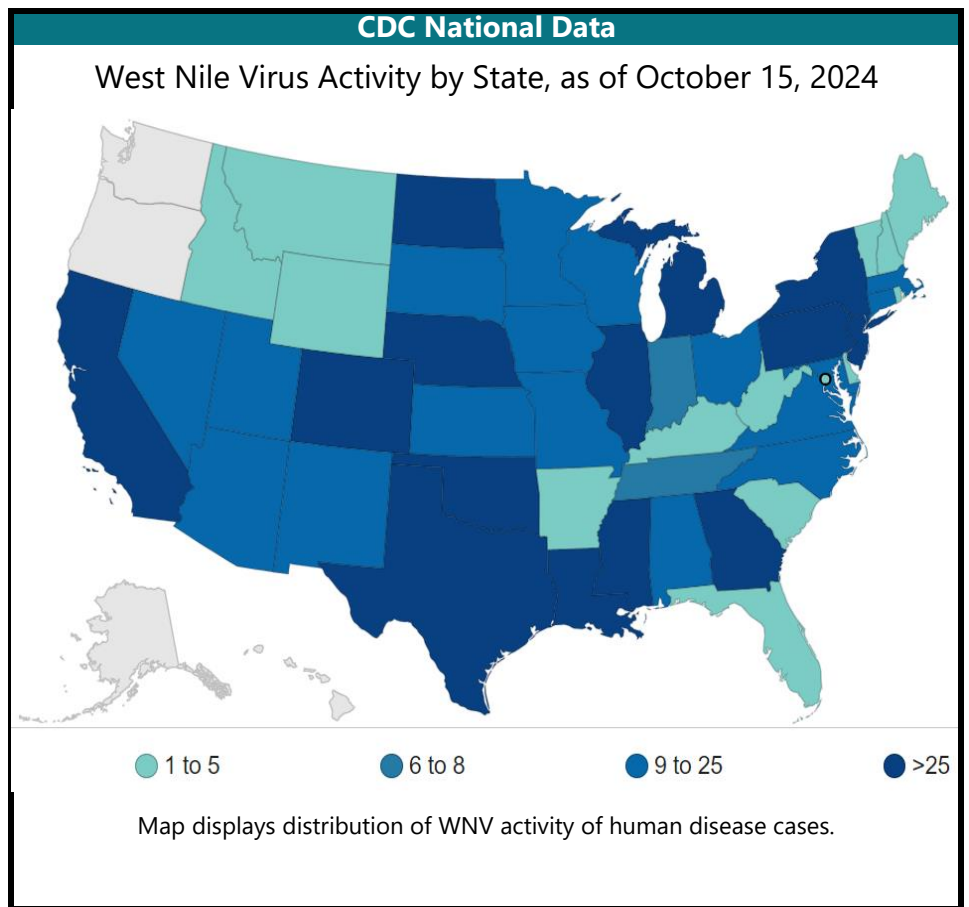 CDC National Data
West Nile Virus Activity by State, as of October 15, 2024
1 to 5
6 to 8
9 to 25
>25
Map displays distribution of WNV activity of human disease cases.